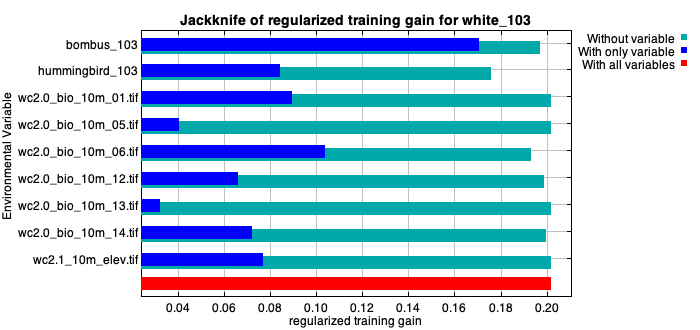 Jackknife of regularized training gain for white_103
Without variable
With only variable
With all variables
Environmental Variable
bombus_103
hummingbird_103
wc2.0_bio_10m_01.tif
wc2.0_bio_10m_05.tif
wc2.0_bio_10m_06.tif
wc2.0_bio_10m_12.tif
wc2.0_bio_10m_13.tif
wc2.0_bio_10m_14.tif
wc2.1_10m_elev.tif
0.04 0.06 0.08 0.10 0.12 0.14 0.16 0.18 0.20
regularized training gain